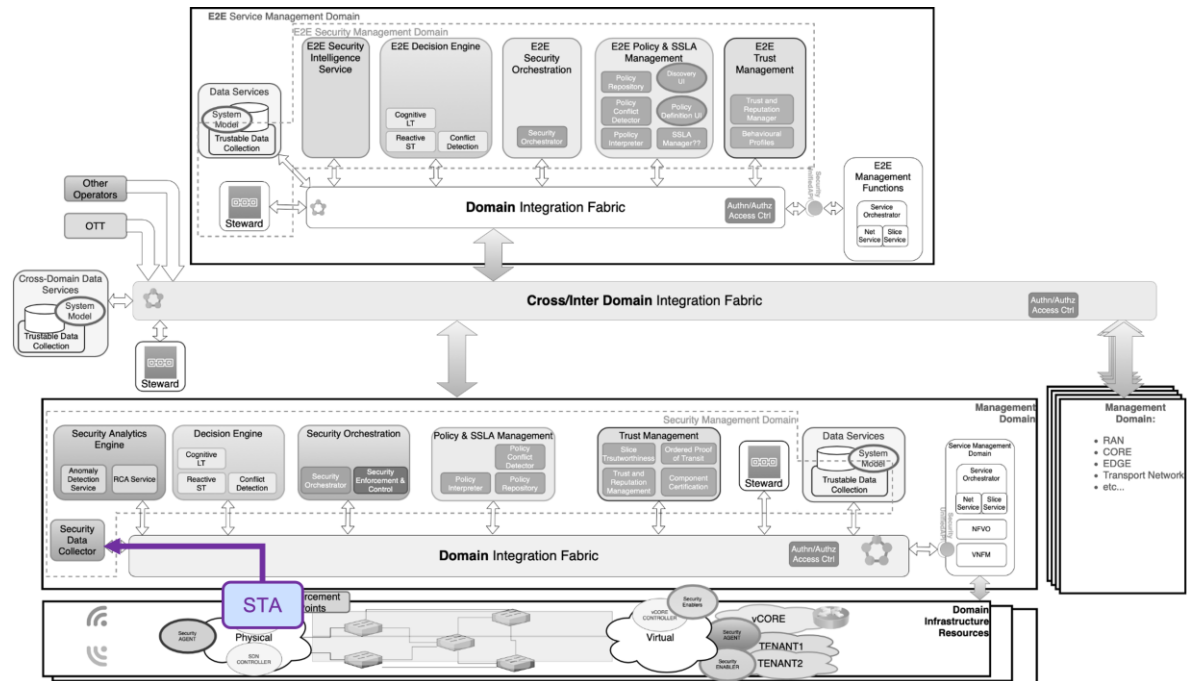 E2E Service Management Domain
E2E Security Management Domain
E2E Security
Intelligence
Service
E2E Decision Engine
Cognitive
LT
Reactive
ST
Conflict
Detection
E2E
Security
Orchestration
Security
Orchestrator
E2E Policy & SSLA
Management
Policy
Repository
Discovery
UI
Policy
Conflict
Detector
Policy
Definition UI
Ppolicy
Interpreter
SSLA
Manager??
E2E
Trust
Management
Trust and
Reputation
Manager
Behavioural
Profiles
Data Services
System
Model
Trustable Data
Collection
Steward
Domain Integration Fabric
Authn/Authz
Access Ctrl
Security
UnifiedAPI
E2E
Management
Functions
Service
Orchestrator
Net
Service
Slice
Service
Other
Operators
OTT
Cross-Domain Data
Services
System
Model
Trustable Data
Collection
Cross/Inter Domain Integration Fabric
Authn/Authz
Access Ctrl
Steward
Management
Domain
Security Management Domain
Security Analytics
Engine
Anomaly
Detection
Service
RCA Service
Decision Engine
Cognitive
LT
Reactive
ST
Conflict
Detection
Security Orchestration
Security
Orchestrator
Security
Enforcement
& Control
Policy & SSLA Management
Policy
Conflict
Detector
Policy
Interpreter
Policy
Repository
Trust Management
Slice
Trsutworthiness
Ordered Proof
of Transit
Trust and
Reputation
Management
Component
Certification
Steward
Data Services
System
Model
Trustable Data
Collection
Service Management
Domain
Service
Orchestrator
Net
Service
Slice
Service
NFVO
VNFM
Security
UnifiedAPI
Security
Data
Collector
Domain Integration Fabric
Authn/Authz
Access Ctrl
Management
Domain:
• RAN
• CORE
• EDGE
• Transport Network
• etc...
STA
Security
AGENT
Physical
SDN
CONTROLLER
Security
Enablers
vCORE
CONTROLLER
Virtual
vCORE
Security
AGENT
TENANT1
Security
ENABLER
TENANT2
Domain
Infrastructure
Resources